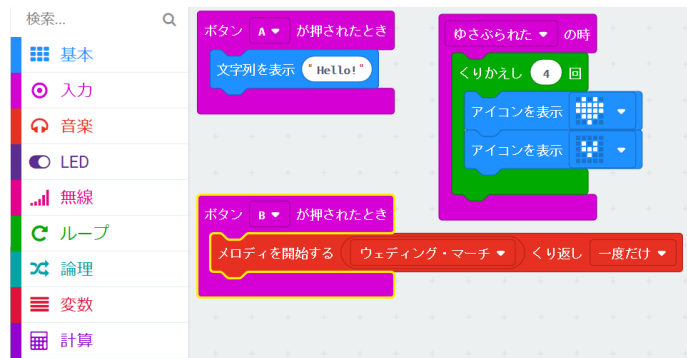 検索...
基本
入力
音楽
LED
無線
ループ
論理
変数
計算
ボタン A が押されたとき
文字列を表示 "Hello!"
ゆさぶられた の時
くりかえし 4 回
アイコンを表示
アイコンを表示
ボタン B が押されたとき
メロディを開始する ウェディング・マーチ くり返し 一度だけ